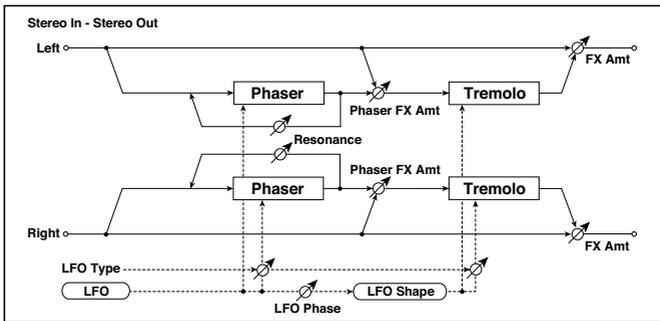 Stereo In - Stereo Out
Left
FX Amt
Phaser
Phaser FX Amt
Tremolo
Resonance
Phaser
Phaser FX Amt
Tremolo
Right
FX Amt
LFO Type
LFO
LFO Phase
LFO Shape